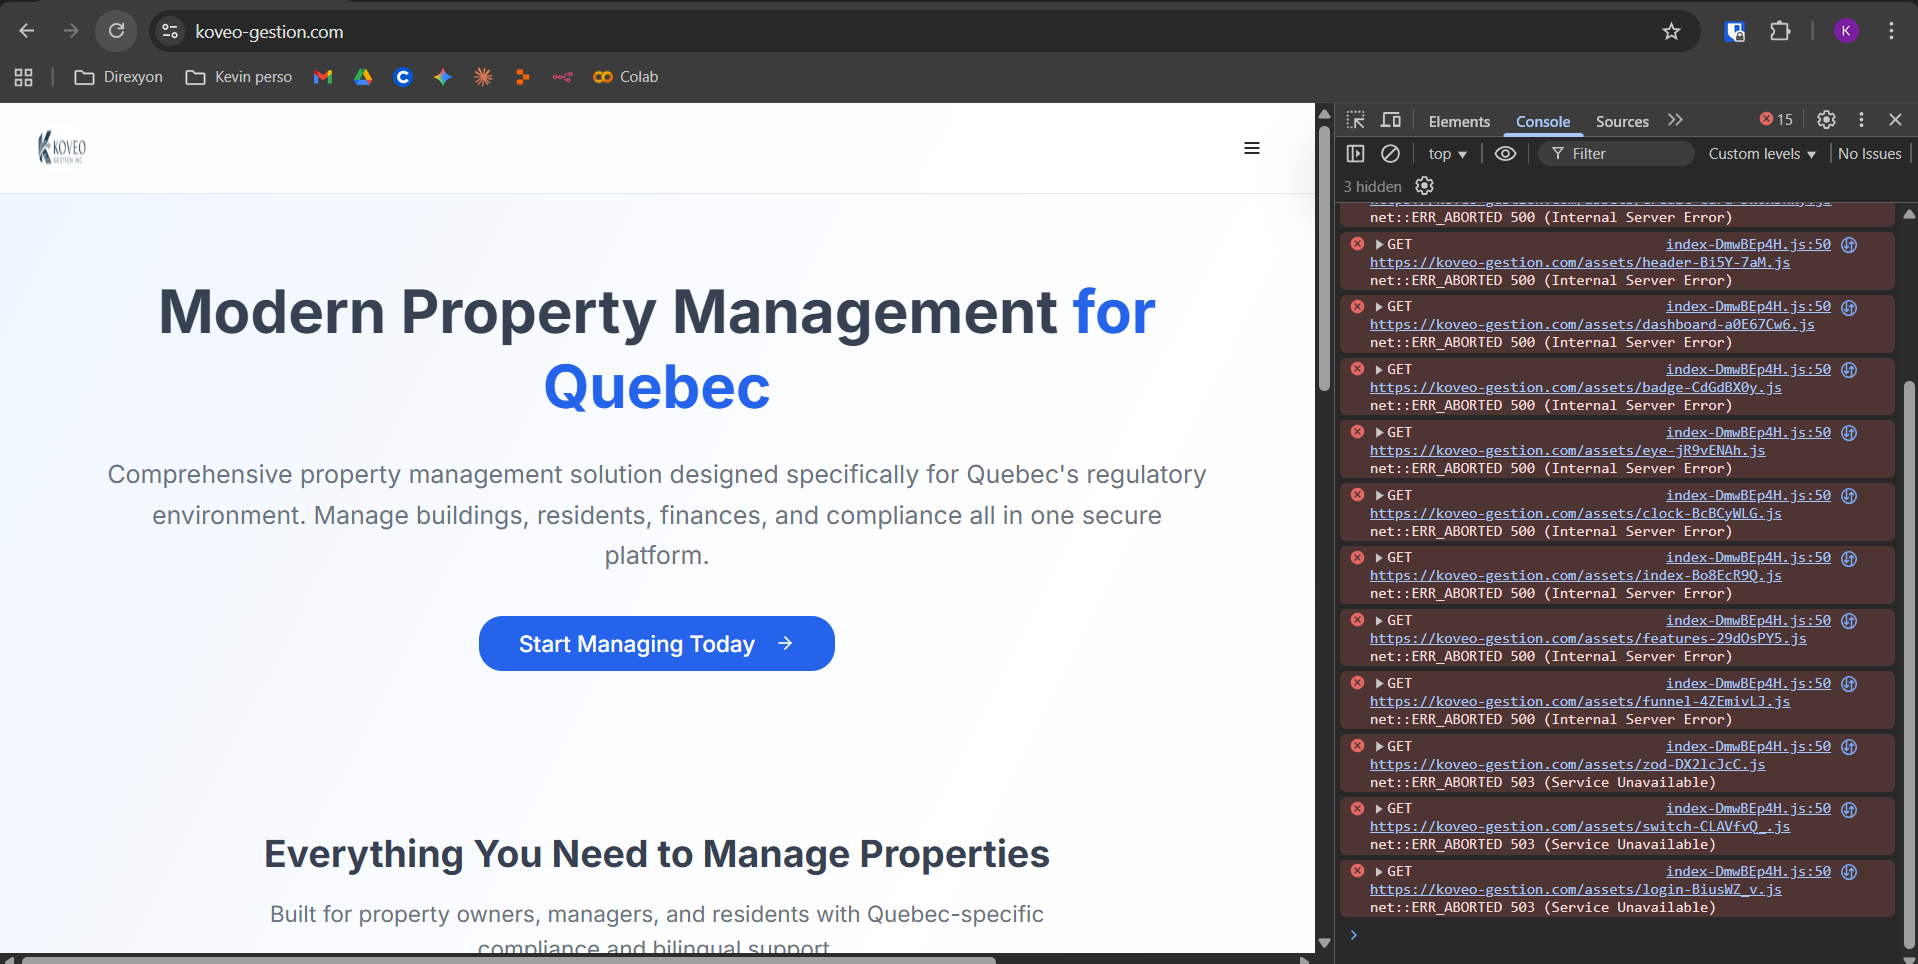 koveo-gestion.com
K
Direxyon
Kevin perso
Colab
KOVEO
GESTION INC
Modern Property Management for
Quebec
Comprehensive property management solution designed specifically for Quebec's regulatory
environment. Manage buildings, residents, finances, and compliance all in one secure
platform.
Start Managing Today
Everything You Need to Manage Properties
Built for property owners, managers, and residents with Quebec-specific
compliance and bilingual support
Elements Console Sources 15
top Filter Custom levels No Issues
3 hidden
net::ERR_ABORTED 500 (Internal Server Error)
GET index-DmwBEp4H.js:50
https://koveo-gestion.com/assets/header-Bi5Y-7aM.js
net::ERR_ABORTED 500 (Internal Server Error)
GET index-DmwBEp4H.js:50
https://koveo-gestion.com/assets/dashboard-a0E67Cw6.js
net::ERR_ABORTED 500 (Internal Server Error)
GET index-DmwBEp4H.js:50
https://koveo-gestion.com/assets/badge-CdGdBX0y.js
net::ERR_ABORTED 500 (Internal Server Error)
GET index-DmwBEp4H.js:50
https://koveo-gestion.com/assets/eye-jR9vENAh.js
net::ERR_ABORTED 500 (Internal Server Error)
GET index-DmwBEp4H.js:50
https://koveo-gestion.com/assets/clock-BcBCyWLG.js
net::ERR_ABORTED 500 (Internal Server Error)
GET index-DmwBEp4H.js:50
https://koveo-gestion.com/assets/index-Bo8EcR9Q.js
net::ERR_ABORTED 500 (Internal Server Error)
GET index-DmwBEp4H.js:50
https://koveo-gestion.com/assets/features-29dOsPY5.js
net::ERR_ABORTED 500 (Internal Server Error)
GET index-DmwBEp4H.js:50
https://koveo-gestion.com/assets/funnel-4ZEmivLJ.js
net::ERR_ABORTED 500 (Internal Server Error)
GET index-DmwBEp4H.js:50
https://koveo-gestion.com/assets/zod-DX2lcJcC.js
net::ERR_ABORTED 503 (Service Unavailable)
GET index-DmwBEp4H.js:50
https://koveo-gestion.com/assets/switch-CLAVfvQ_.js
net::ERR_ABORTED 503 (Service Unavailable)
GET index-DmwBEp4H.js:50
https://koveo-gestion.com/assets/login-BiusWZ_v.js
net::ERR_ABORTED 503 (Service Unavailable)